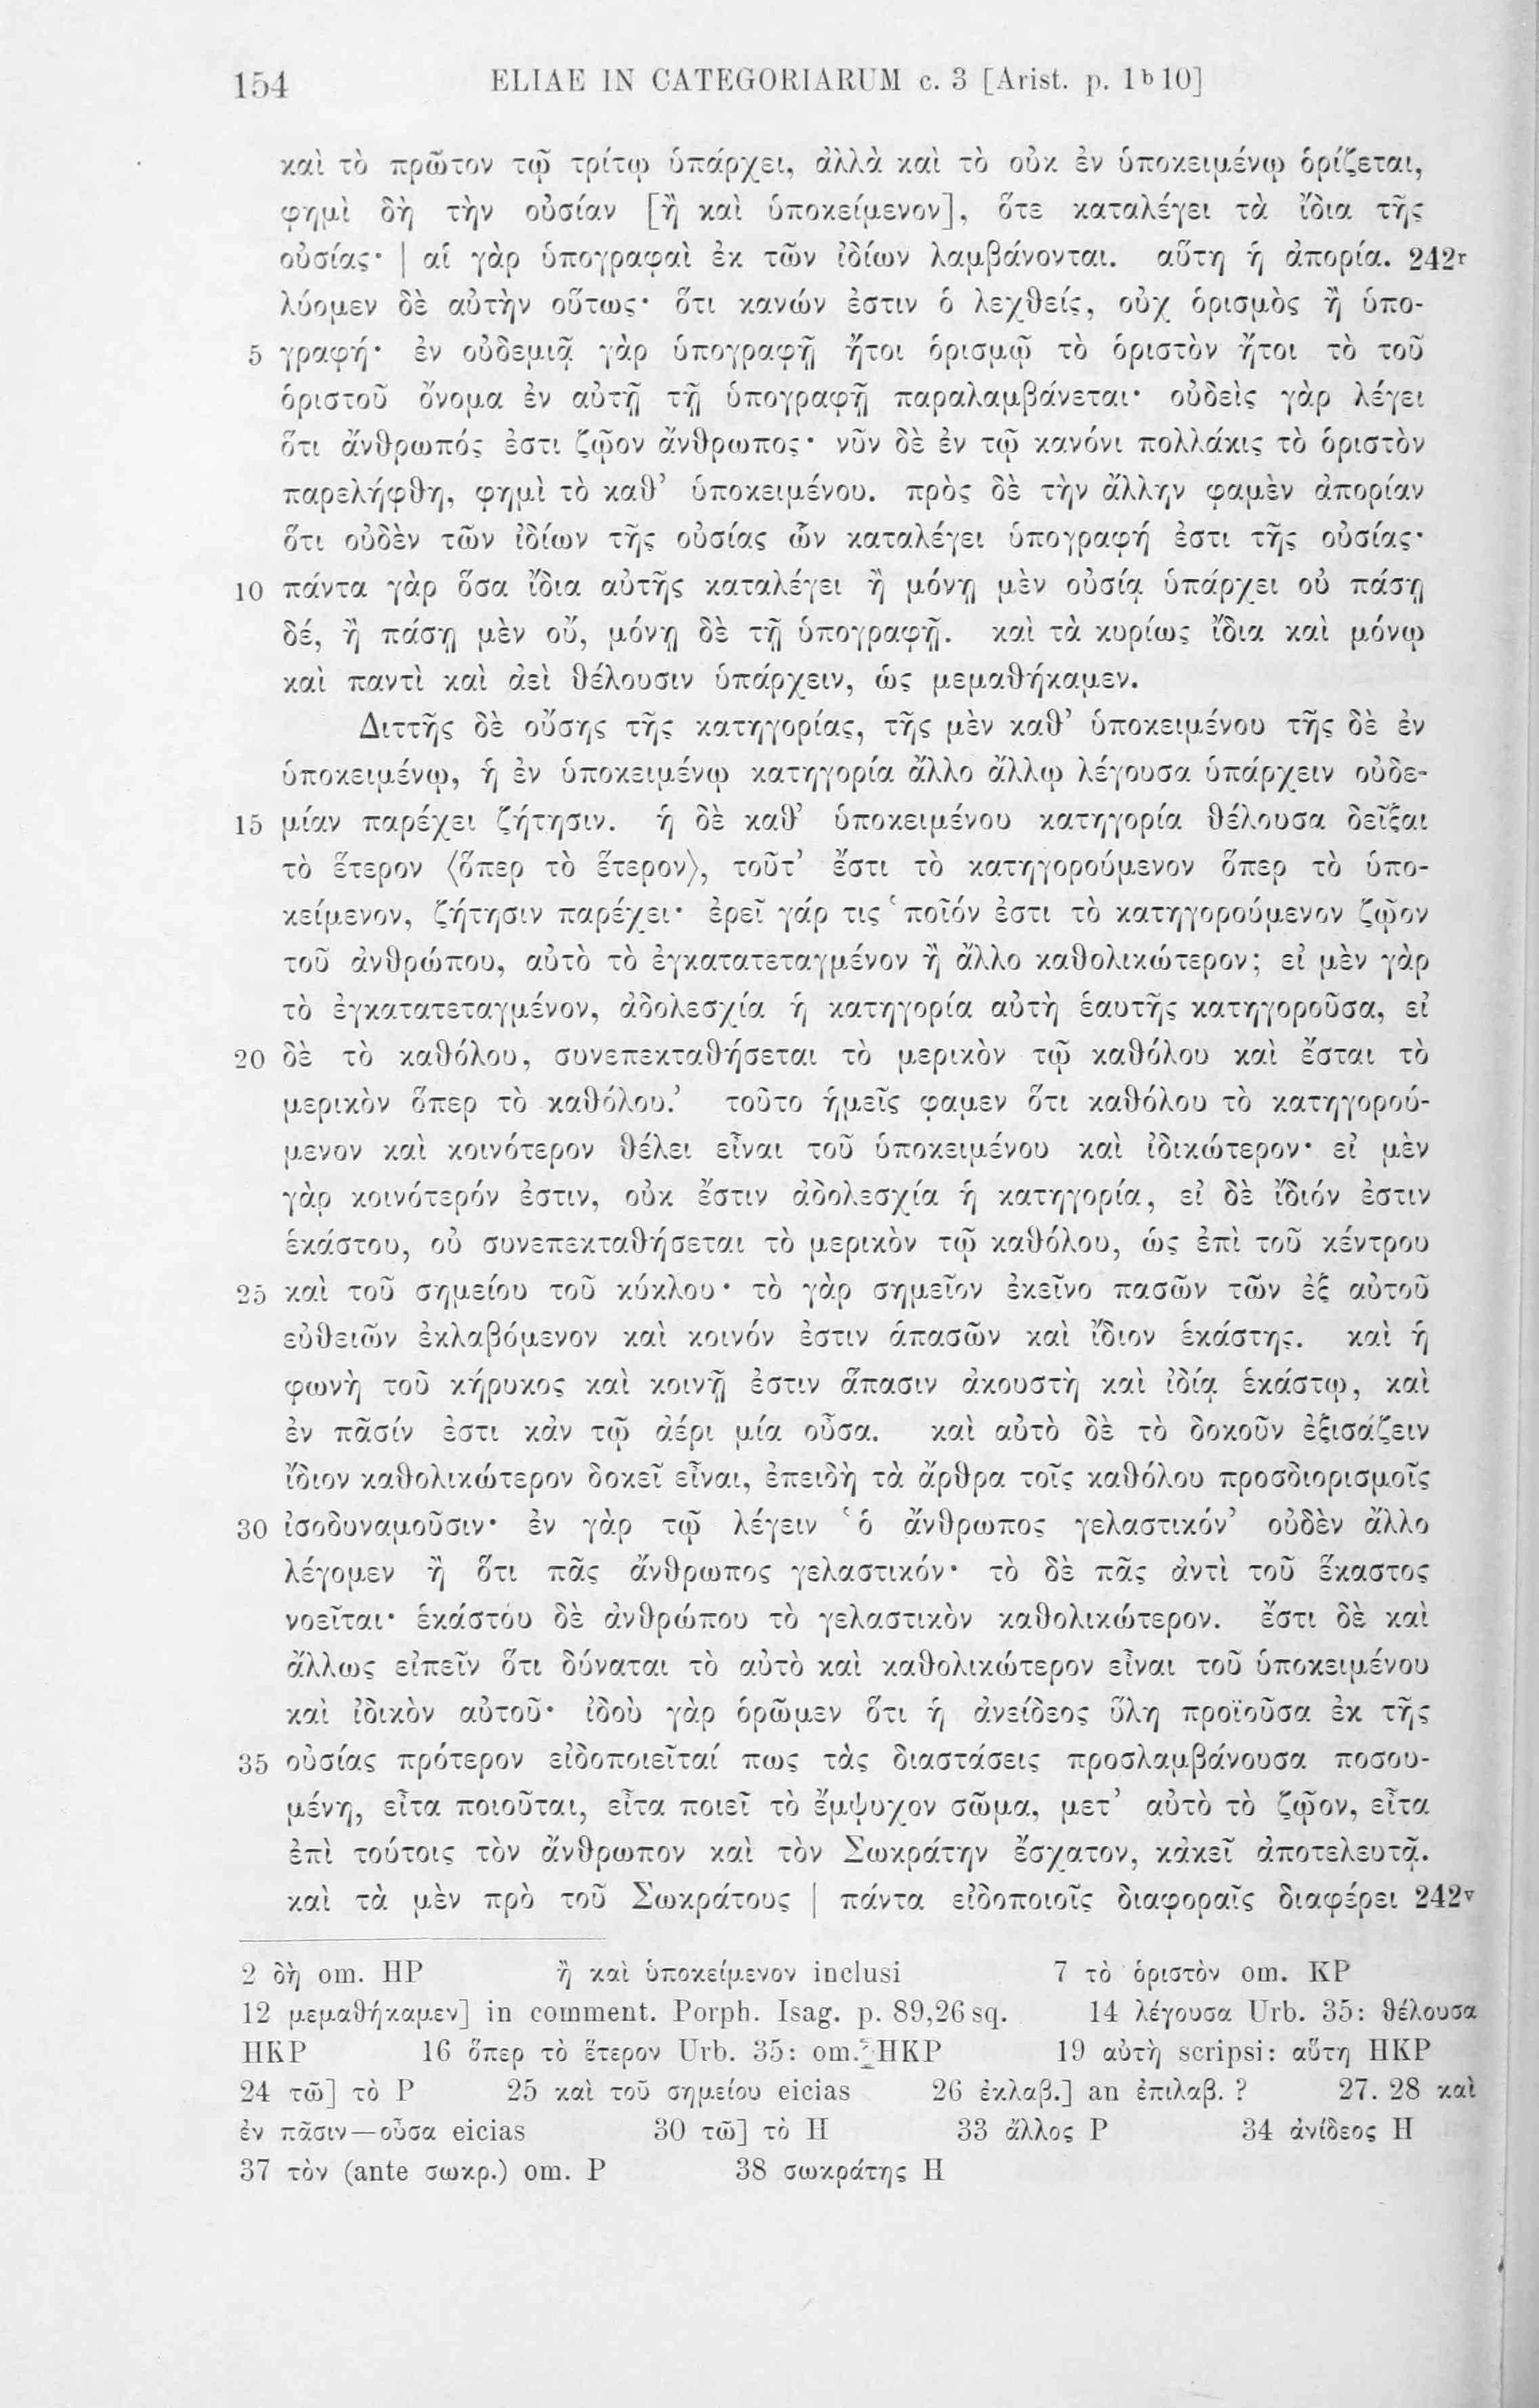 154 ELIAE IN CATEGORIARUM c. 3 [Arist. p. 1b10]
καὶ τὸ πρῶτον τῷ τρίτῳ ὑπάρχει, ἀλλὰ καὶ τὸ οὐκ ἐν ὑποκειμένῳ ὁρίζεται,
φημὶ δὴ τὴν οὐσίαν [ἢ καὶ ὑποκείμενον], ὅτε καταλέγει τὰ ἴδια τῆς
οὐσίας· | αἱ γὰρ ὑπογραφαὶ ἐκ τῶν ἰδίων λαμβάνονται. αὕτη ἡ ἀπορία. 242r
λύομεν δὲ αὐτὴν οὕτως· ὅτι κανών ἐστιν ὁ λεχθείς, οὐχ ὁρισμὸς ἢ ὑπο-
5 γραφή· ἐν οὐδεμιᾷ γὰρ ὑπογραφῇ ἤτοι ὁρισμῷ τὸ ὁριστὸν ἤτοι τὸ τοῦ
ὁριστοῦ ὄνομα ἐν αὐτῇ τῇ ὑπογραφῇ παραλαμβάνεται· οὐδεὶς γὰρ λέγει
ὅτι ἄνθρωπός ἐστι ζῷον ἄνθρωπος· νῦν δὲ ἐν τῷ κανόνι πολλάκις τὸ ὁριστὸν
παρελήφθη, φημὶ τὸ καθ’ ὑποκειμένου. πρὸς δὲ τὴν ἄλλην φαμὲν ἀπορίαν
ὅτι οὐδὲν τῶν ἰδίων τῆς οὐσίας ὧν καταλέγει ὑπογραφή ἐστι τῆς οὐσίας·
10 πάντα γὰρ ὅσα ἴδια αὐτῆς καταλέγει ἢ μόνῃ μὲν οὐσίᾳ ὑπάρχει οὐ πάσῃ
δέ, ἢ πάσῃ μὲν οὔ, μόνῃ δὲ τῇ ὑπογραφῇ. καὶ τὰ κυρίως ἴδια καὶ μόνῳ
καὶ παντὶ καὶ ἀεὶ θέλουσιν ὑπάρχειν, ὡς μεμαθήκαμεν.
Διττῆς δὲ οὔσης τῆς κατηγορίας, τῆς μὲν καθ’ ὑποκειμένου τῆς δὲ ἐν
ὑποκειμένῳ, ἡ ἐν ὑποκειμένῳ κατηγορία ἄλλο ἄλλῳ λέγουσα ὑπάρχειν οὐδε-
15 μίαν παρέχει ζήτησιν. ἡ δὲ καθ’ ὑποκειμένου κατηγορία θέλουσα δεῖξαι
τὸ ἕτερον ⟨ὅπερ τὸ ἕτερον⟩, τοῦτ’ ἔστι τὸ κατηγορούμενον ὅπερ τὸ ὑπο-
κείμενον, ζήτησιν παρέχει· ἐρεῖ γάρ τις ‘ποῖόν ἐστι τὸ κατηγορούμενον ζῷον
τοῦ ἀνθρώπου, αὐτὸ τὸ ἐγκατατεταγμένον ἢ ἄλλο καθολικώτερον; εἰ μὲν γὰρ
τὸ ἐγκατατεταγμένον, ἀδολεσχία ἡ κατηγορία αὐτὴ ἑαυτῆς κατηγοροῦσα, εἰ
20 δὲ τὸ καθόλου, συνεπεκταθήσεται τὸ μερικὸν τῷ καθόλου καὶ ἔσται τὸ
μερικὸν ὅπερ τὸ καθόλου.’ τοῦτο ἡμεῖς φαμεν ὅτι καθόλου τὸ κατηγορού-
μενον καὶ κοινότερον θέλει εἶναι τοῦ ὑποκειμένου καὶ ἰδικώτερον· εἰ μὲν
γὰρ κοινότερόν ἐστιν, οὐκ ἔστιν ἀδολεσχία ἡ κατηγορία, εἰ δὲ ἴδιόν ἐστιν
ἑκάστου, οὐ συνεπεκταθήσεται τὸ μερικὸν τῷ καθόλου, ὡς ἐπὶ τοῦ κέντρου
25 καὶ τοῦ σημείου τοῦ κύκλου· τὸ γὰρ σημεῖον ἐκεῖνο πασῶν τῶν ἐξ αὐτοῦ
εὐθειῶν ἐκλαβόμενον καὶ κοινόν ἐστιν ἁπασῶν καὶ ἴδιον ἑκάστης. καὶ ἡ
φωνὴ τοῦ κήρυκος καὶ κοινῇ ἐστιν ἅπασιν ἀκουστὴ καὶ ἰδίᾳ ἑκάστῳ, καὶ
ἐν πᾶσίν ἐστι κἀν τῷ ἀέρι μία οὖσα. καὶ αὐτὸ δὲ τὸ δοκοῦν ἐξισάζειν
ἴδιον καθολικώτερον δοκεῖ εἶναι, ἐπειδὴ τὰ ἄρθρα τοῖς καθόλου προσδιορισμοῖς
30 ἰσοδυναμοῦσιν· ἐν γὰρ τῷ λέγειν ‘ὁ ἄνθρωπος γελαστικόν’ οὐδὲν ἄλλο
λέγομεν ἢ ὅτι πᾶς ἄνθρωπος γελαστικόν· τὸ δὲ πᾶς ἀντὶ τοῦ ἕκαστος
νοεῖται· ἑκάστου δὲ ἀνθρώπου τὸ γελαστικὸν καθολικώτερον. ἔστι δὲ καὶ
ἄλλως εἰπεῖν ὅτι δύναται τὸ αὐτὸ καὶ καθολικώτερον εἶναι τοῦ ὑποκειμένου
καὶ ἰδικὸν αὐτοῦ· ἰδοὺ γὰρ ὁρῶμεν ὅτι ἡ ἀνείδεος ὕλη προϊοῦσα ἐκ τῆς
35 οὐσίας πρότερον εἰδοποιεῖταί πως τὰς διαστάσεις προσλαμβάνουσα ποσου-
μένη, εἶτα ποιοῦται, εἶτα ποιεῖ τὸ ἔμψυχον σῶμα, μετ’ αὐτὸ τὸ ζῷον, εἶτα
ἐπὶ τούτοις τὸν ἄνθρωπον καὶ τὸν Σωκράτην ἔσχατον, κἀκεῖ ἀποτελευτᾷ.
καὶ τὰ μὲν πρὸ τοῦ Σωκράτους | πάντα εἰδοποιοῖς διαφοραῖς διαφέρει 242v
2 δὴ om. HP ἢ καὶ ὑποκείμενον inclusi 7 τὸ ὁριστὸν om. KP
12 μεμαθήκαμεν] in comment. Porph. Isag. p. 89,26 sq. 14 λέγουσα Urb. 35: θέλουσα
HKP 16 ὅπερ τὸ ἕτερον Urb. 35: om. HKP 19 αὐτὴ scripsi: αὕτη HKP
24 τῶ] τὸ P 25 καὶ τοῦ σημείου eicias 26 ἐκλαβ.] an ἐπιλαβ. ? 27. 28 καὶ
ἐν πᾶσιν—οὖσα eicias 30 τῶ] τὸ H 33 ἄλλος P 34 ἀνίδεος H
37 τὸν (ante σωκρ.) om. P 38 σωκράτης H